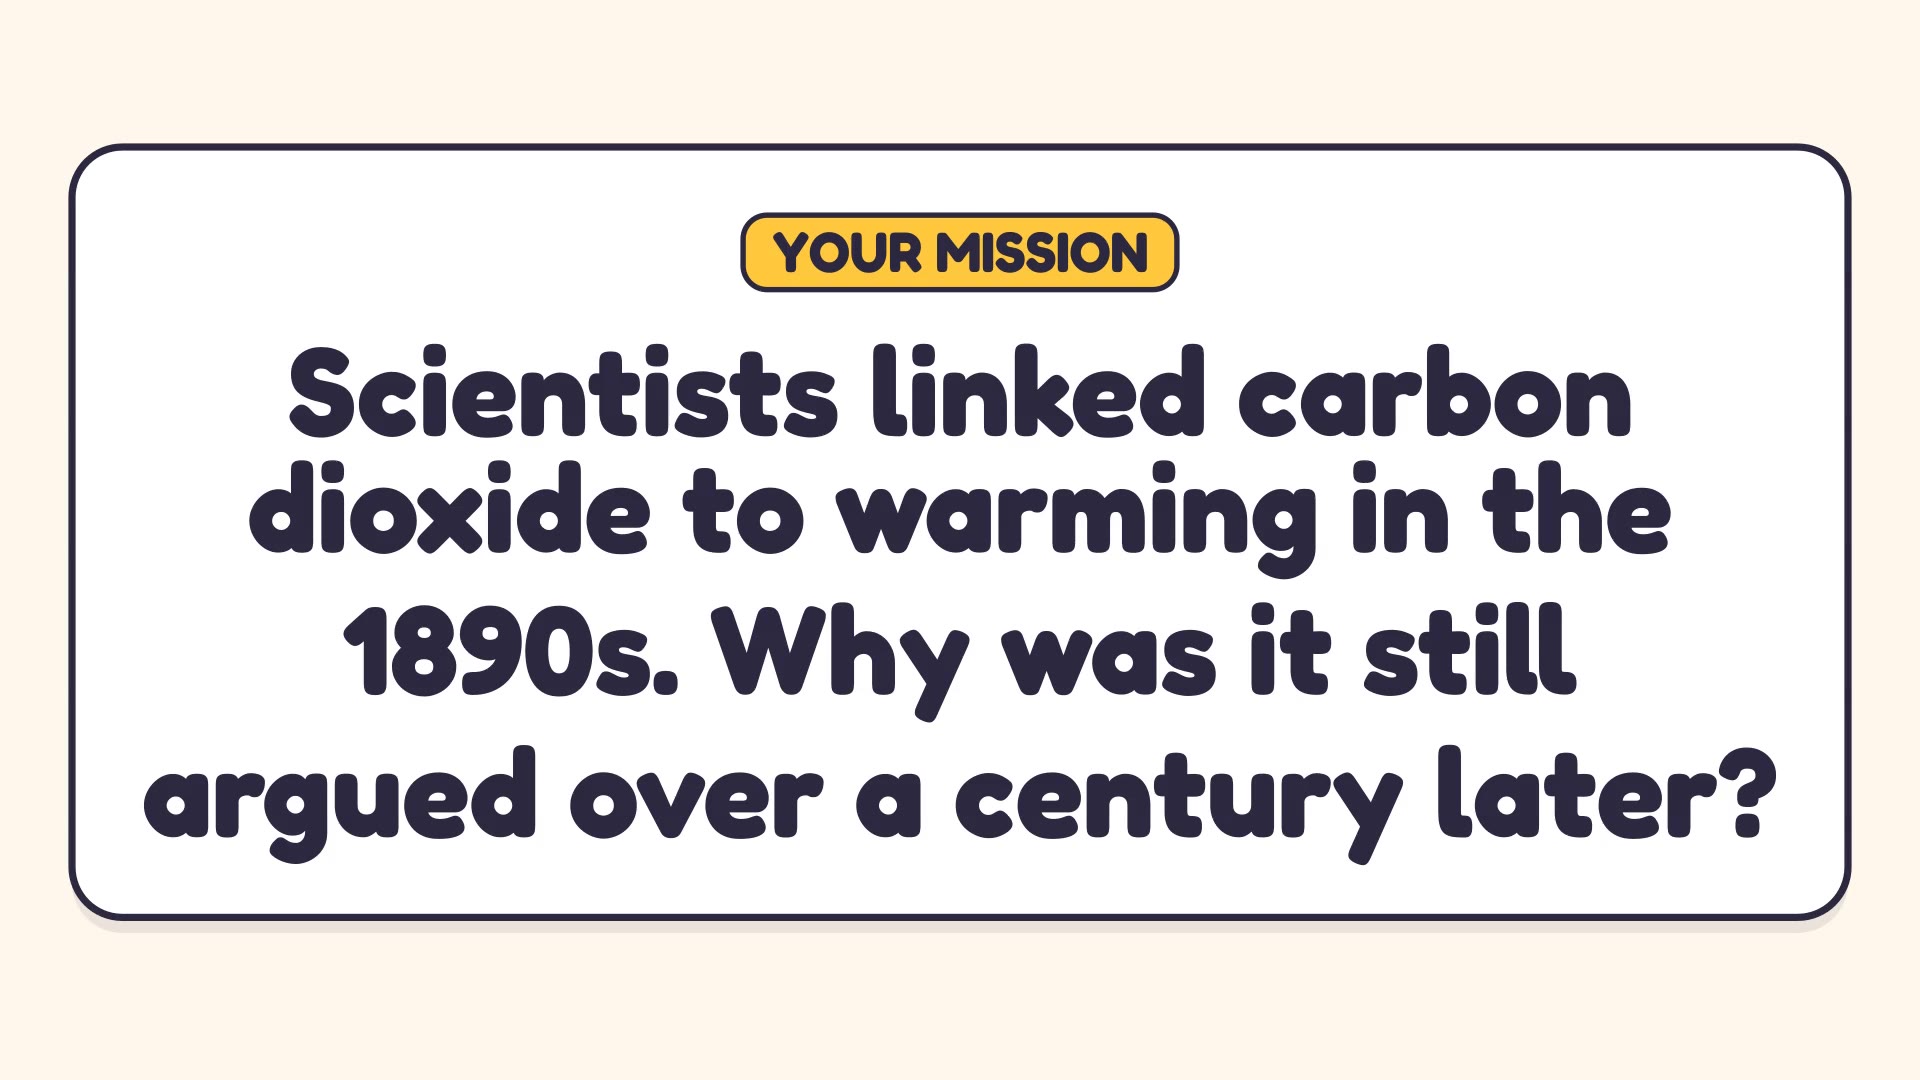 YOUR MISSION
Scientists linked carbon
dioxide to warming in the
1890s. Why was it still
argued over a century later?